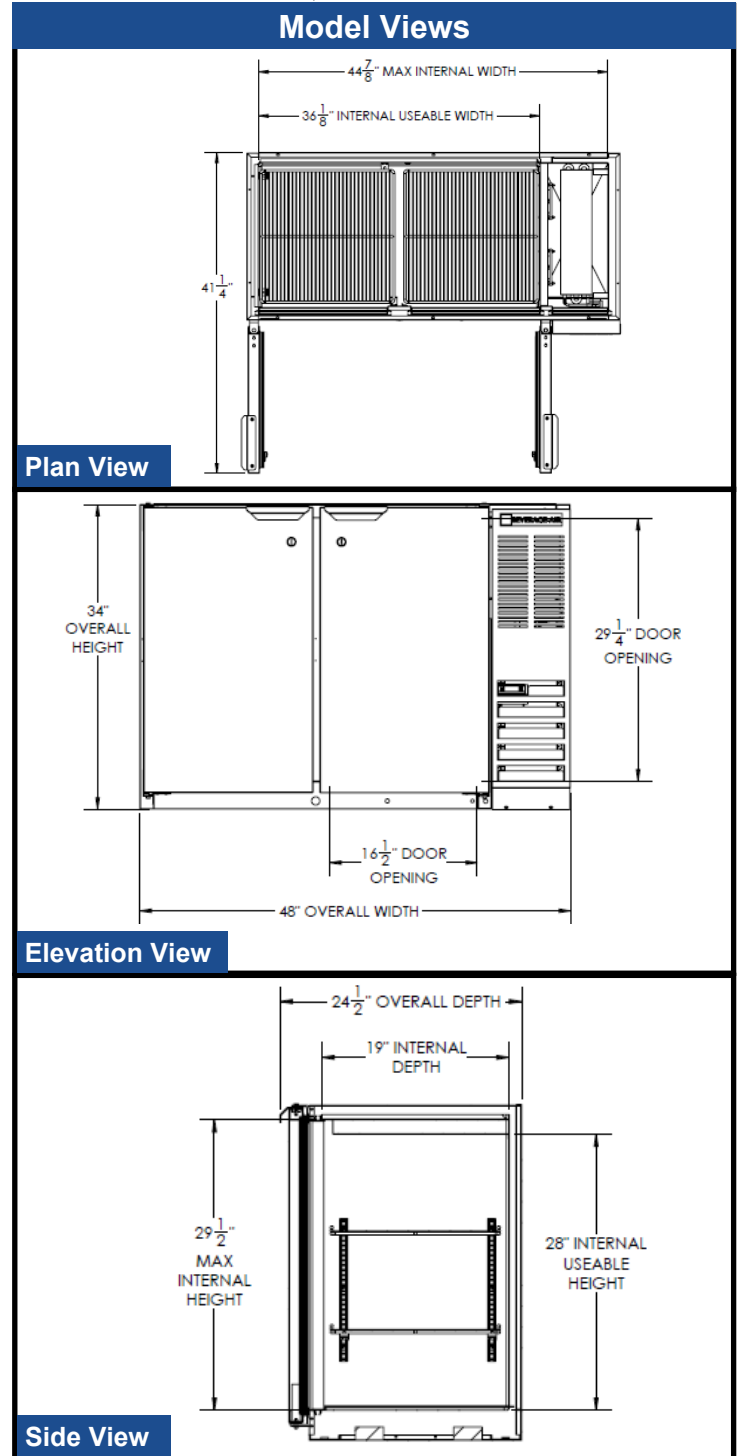 Model Views
44 7/8" MAX INTERNAL WIDTH
36 1/8" INTERNAL USEABLE WIDTH
41 1/4"
Plan View
BEVERAGE-AIR
34"
OVERALL
HEIGHT
29 1/4" DOOR
OPENING
16 1/2" DOOR
OPENING
48" OVERALL WIDTH
Elevation View
24 1/2" OVERALL DEPTH
19" INTERNAL
DEPTH
29 1/2"
MAX
INTERNAL
HEIGHT
28" INTERNAL
USEABLE
HEIGHT
Side View